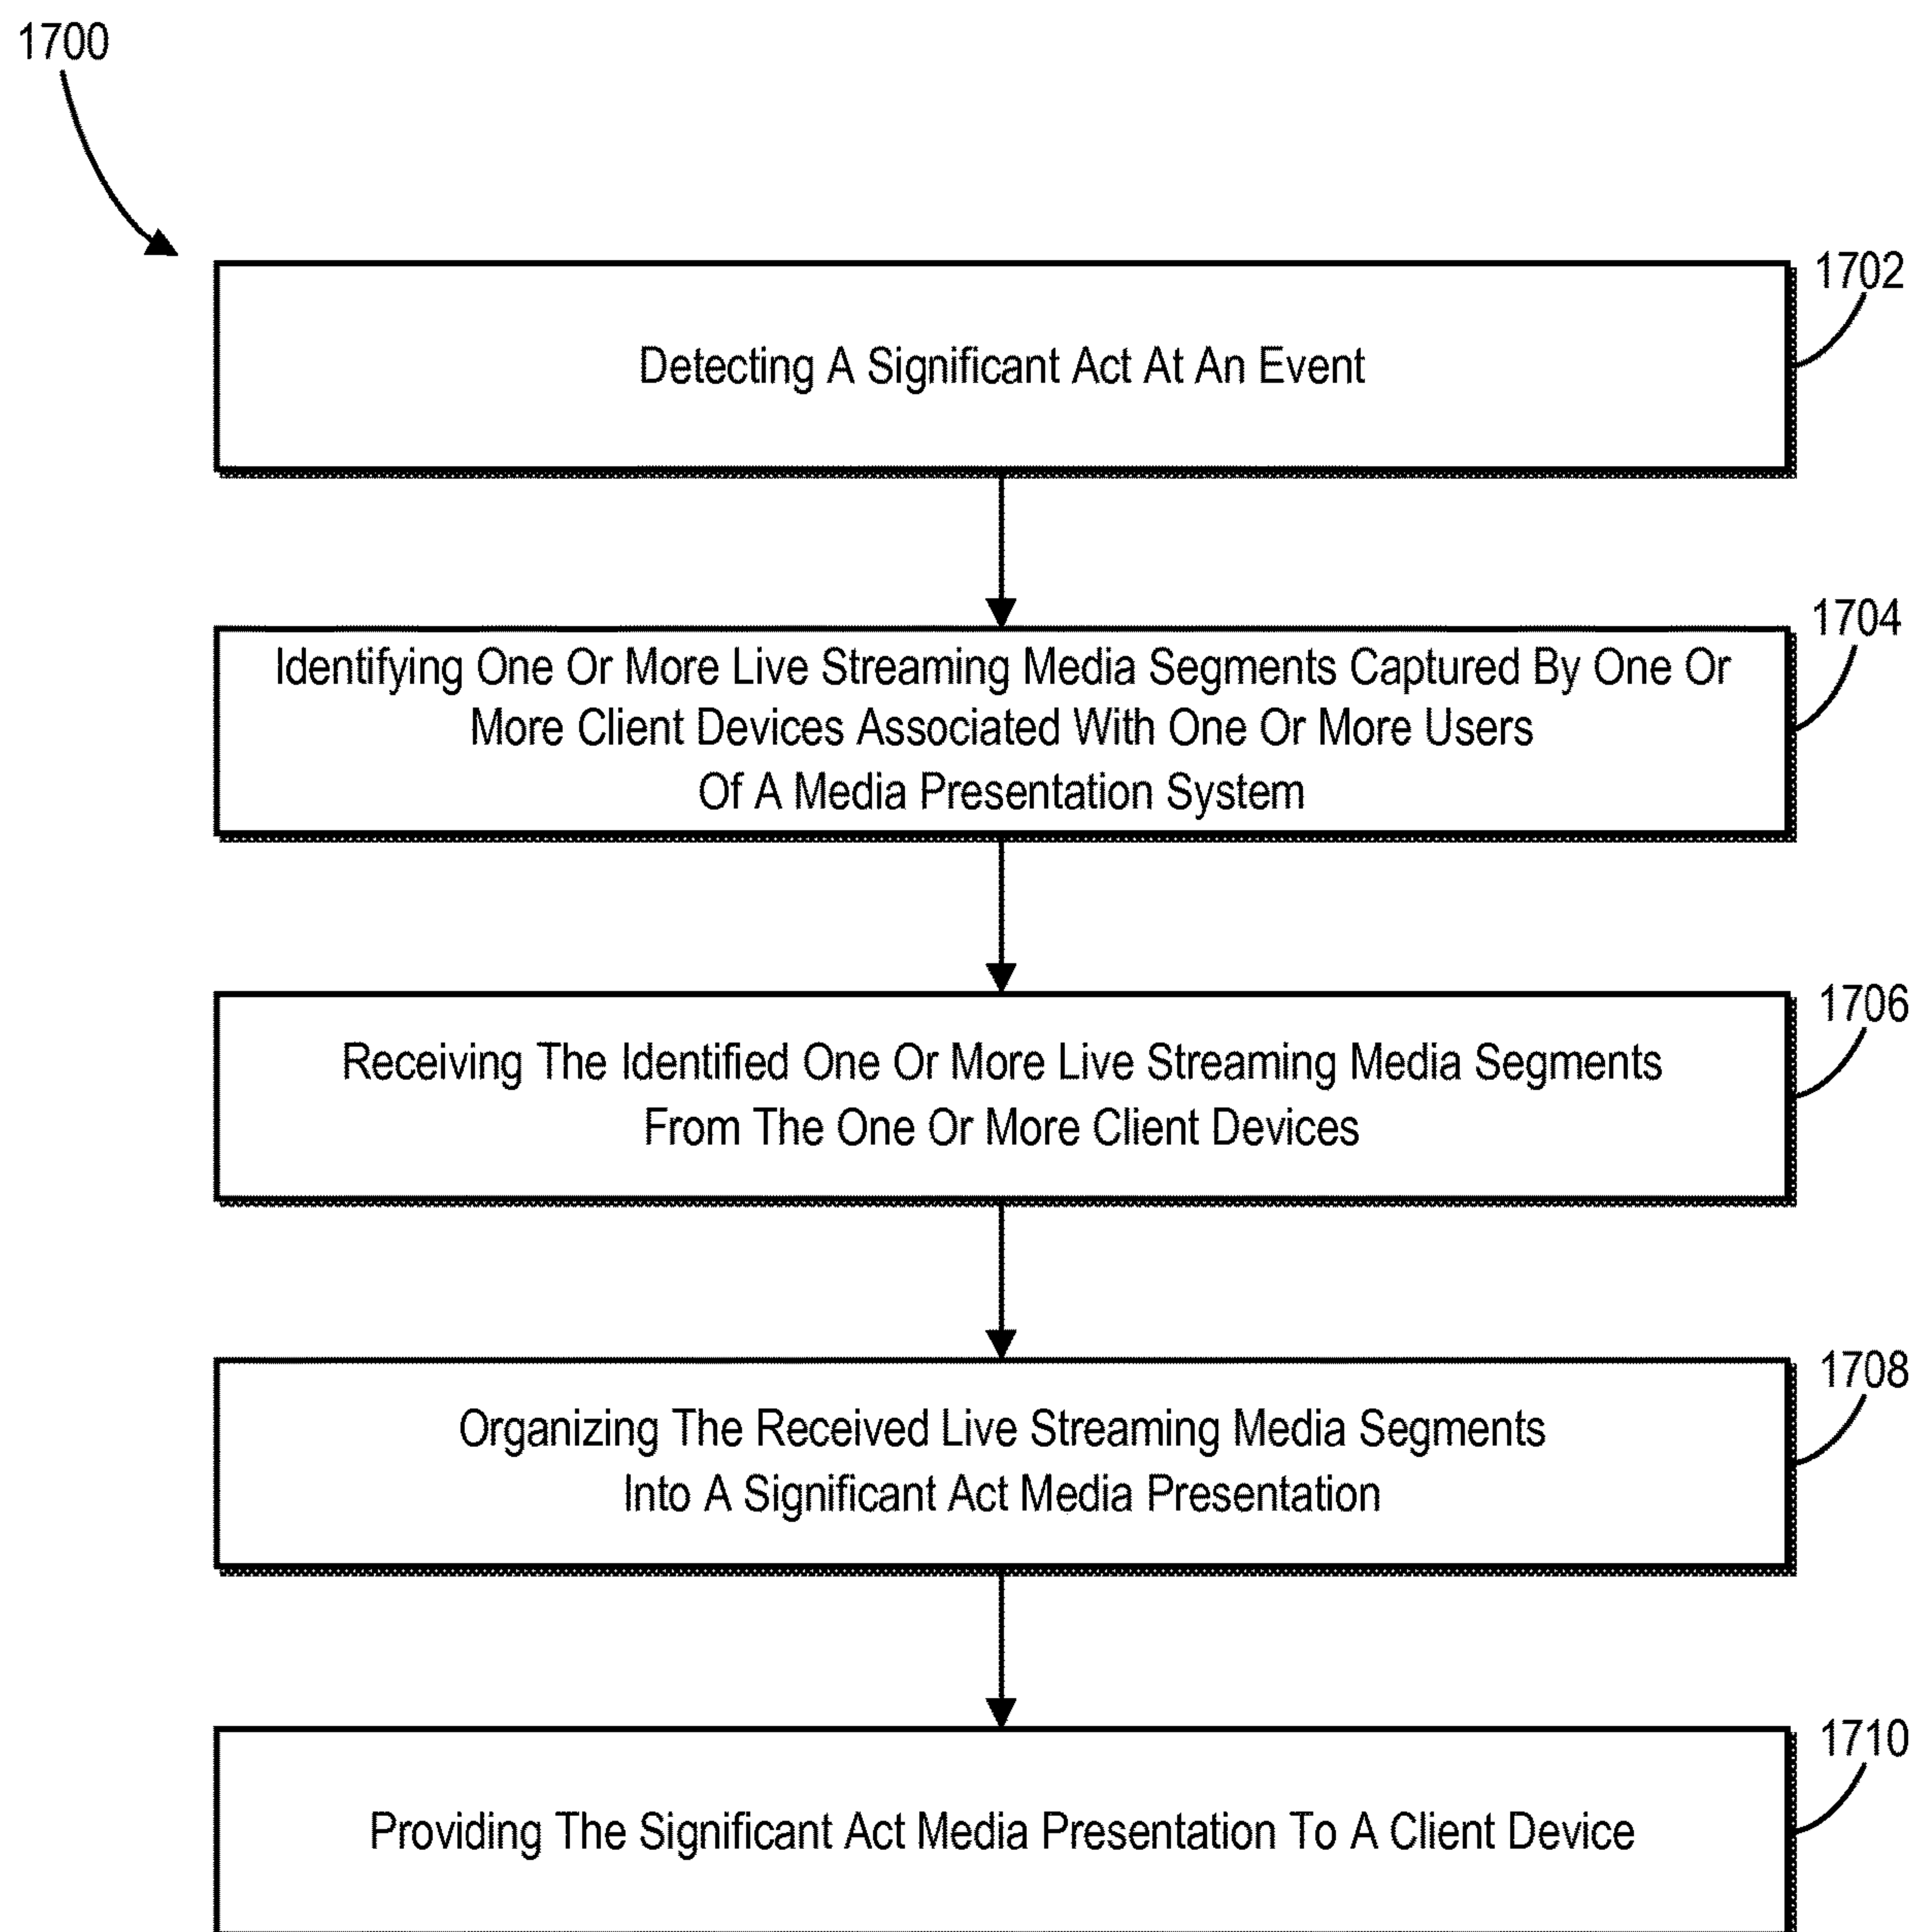 1700
1702
Detecting A Significant Act At An Event
1704
Identifying One Or More Live Streaming Media Segments Captured By One Or
More Client Devices Associated With One Or More Users
Of A Media Presentation System
1706
Receiving The Identified One Or More Live Streaming Media Segments
From The One Or More Client Devices
1708
Organizing The Received Live Streaming Media Segments
Into A Significant Act Media Presentation
1710
Providing The Significant Act Media Presentation To A Client Device